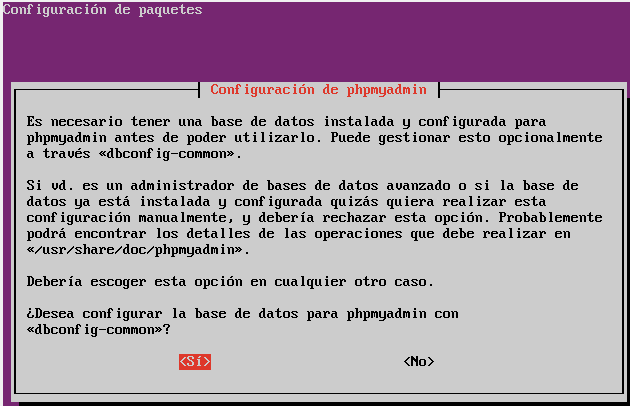 Configuración de paquetes
Configuración de phpmyadmin
Es necesario tener una base de datos instalada y configurada para
phpmyadmin antes de poder utilizarlo. Puede gestionar esto opcionalmente
a través «dbconfig-common».
Si vd. es un administrador de bases de datos avanzado o si la base de
datos ya está instalada y configurada quizás quiera realizar esta
configuración manualmente, y debería rechazar esta opción. Probablemente
podrá encontrar los detalles de las operaciones que debe realizar en
«/usr/share/doc/phpmyadmin».
Debería escoger esta opción en cualquier otro caso.
¿Desea configurar la base de datos para phpmyadmin con
«dbconfig-common»?
<Sí> <No>